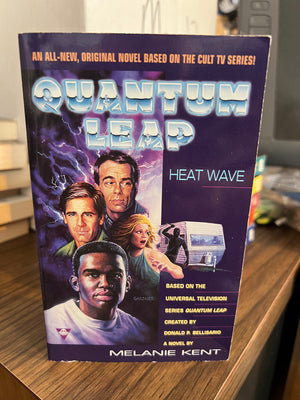 AN ALL-NEW, ORIGINAL NOVEL BASED ON THE CULT TV SERIES!
QUANTUM
LEAP
HEAT WAVE
BASED ON THE
UNIVERSAL TELEVISION
SERIES QUANTUM LEAP
CREATED BY
DONALD P. BELLISARIO
A NOVEL BY
MELANIE KENT